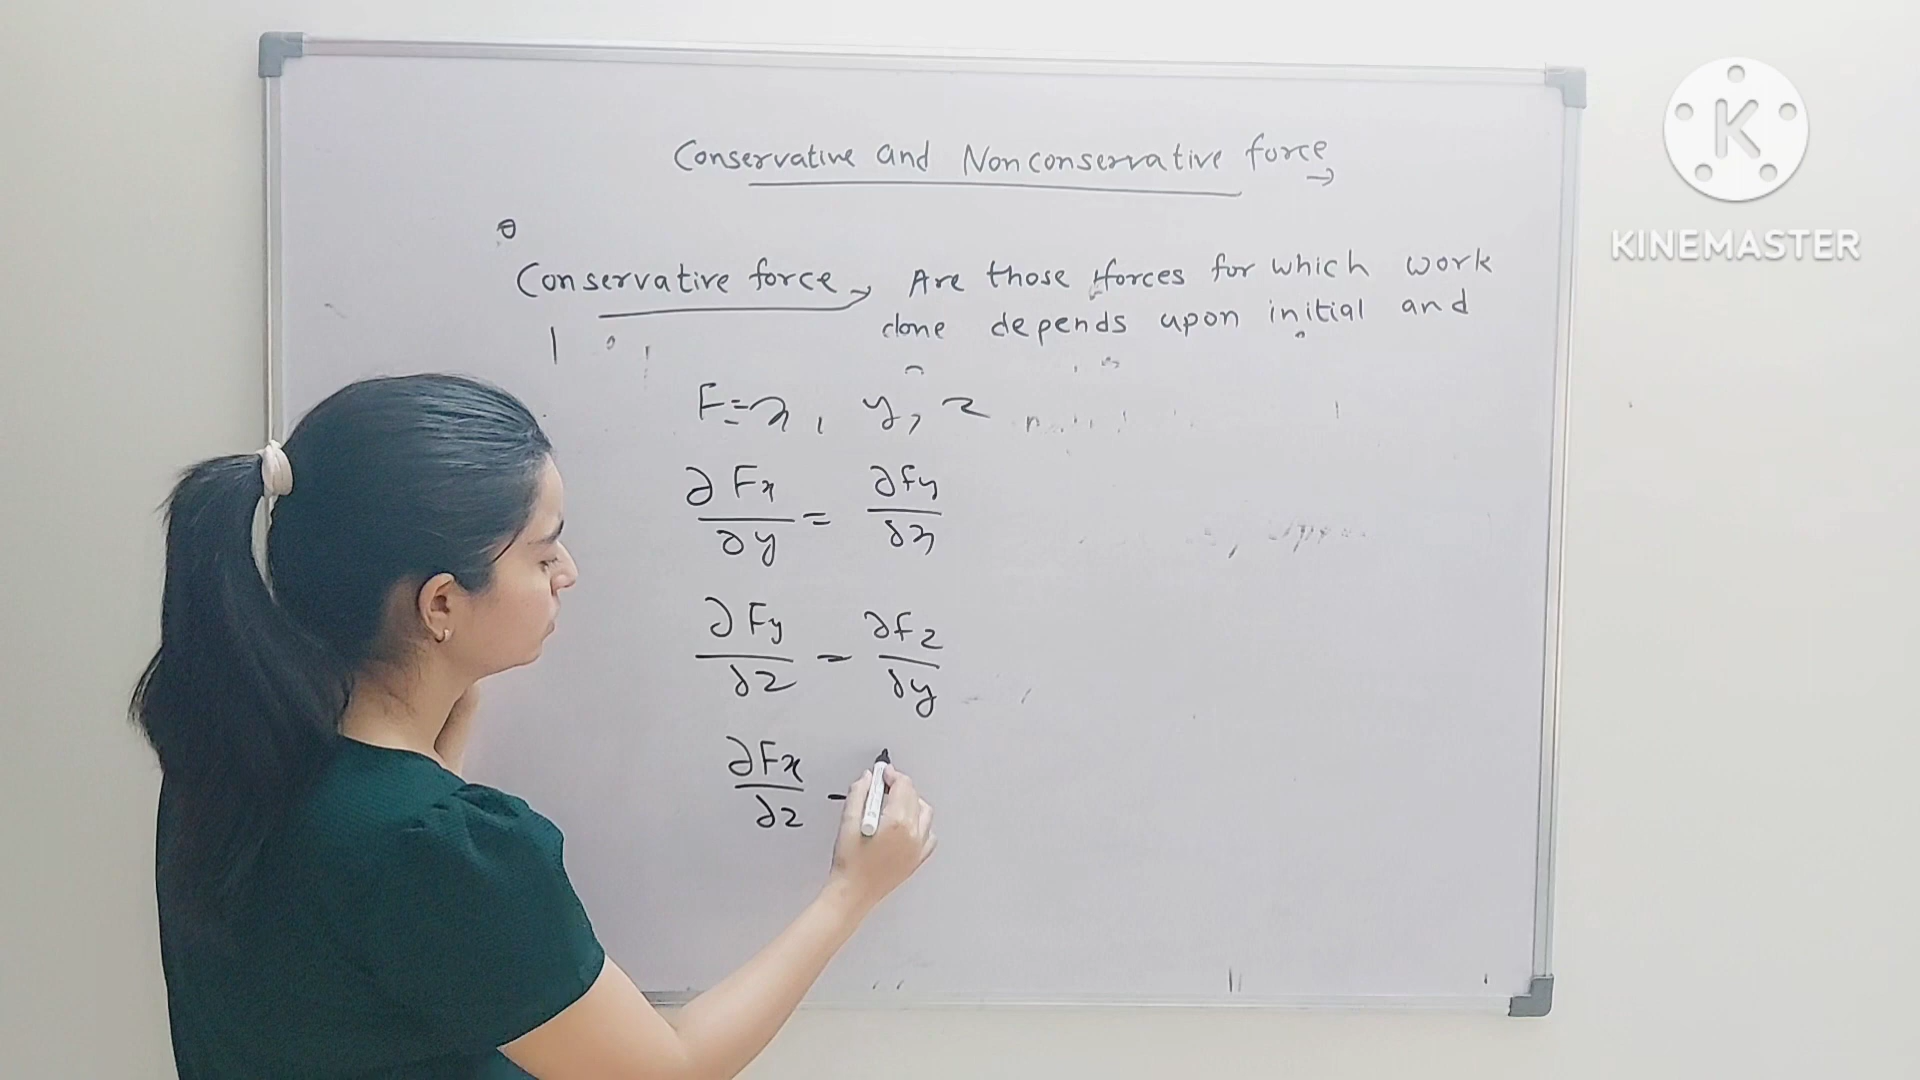 Conservative and Nonconservative force
K
KINEMASTER
Conservative force → Are those forces for which work
done depends upon initial and
F = x, y, z
∂Fx/∂y = ∂fy/∂x
∂Fy/∂z = ∂fz/∂y
∂Fx/∂z =